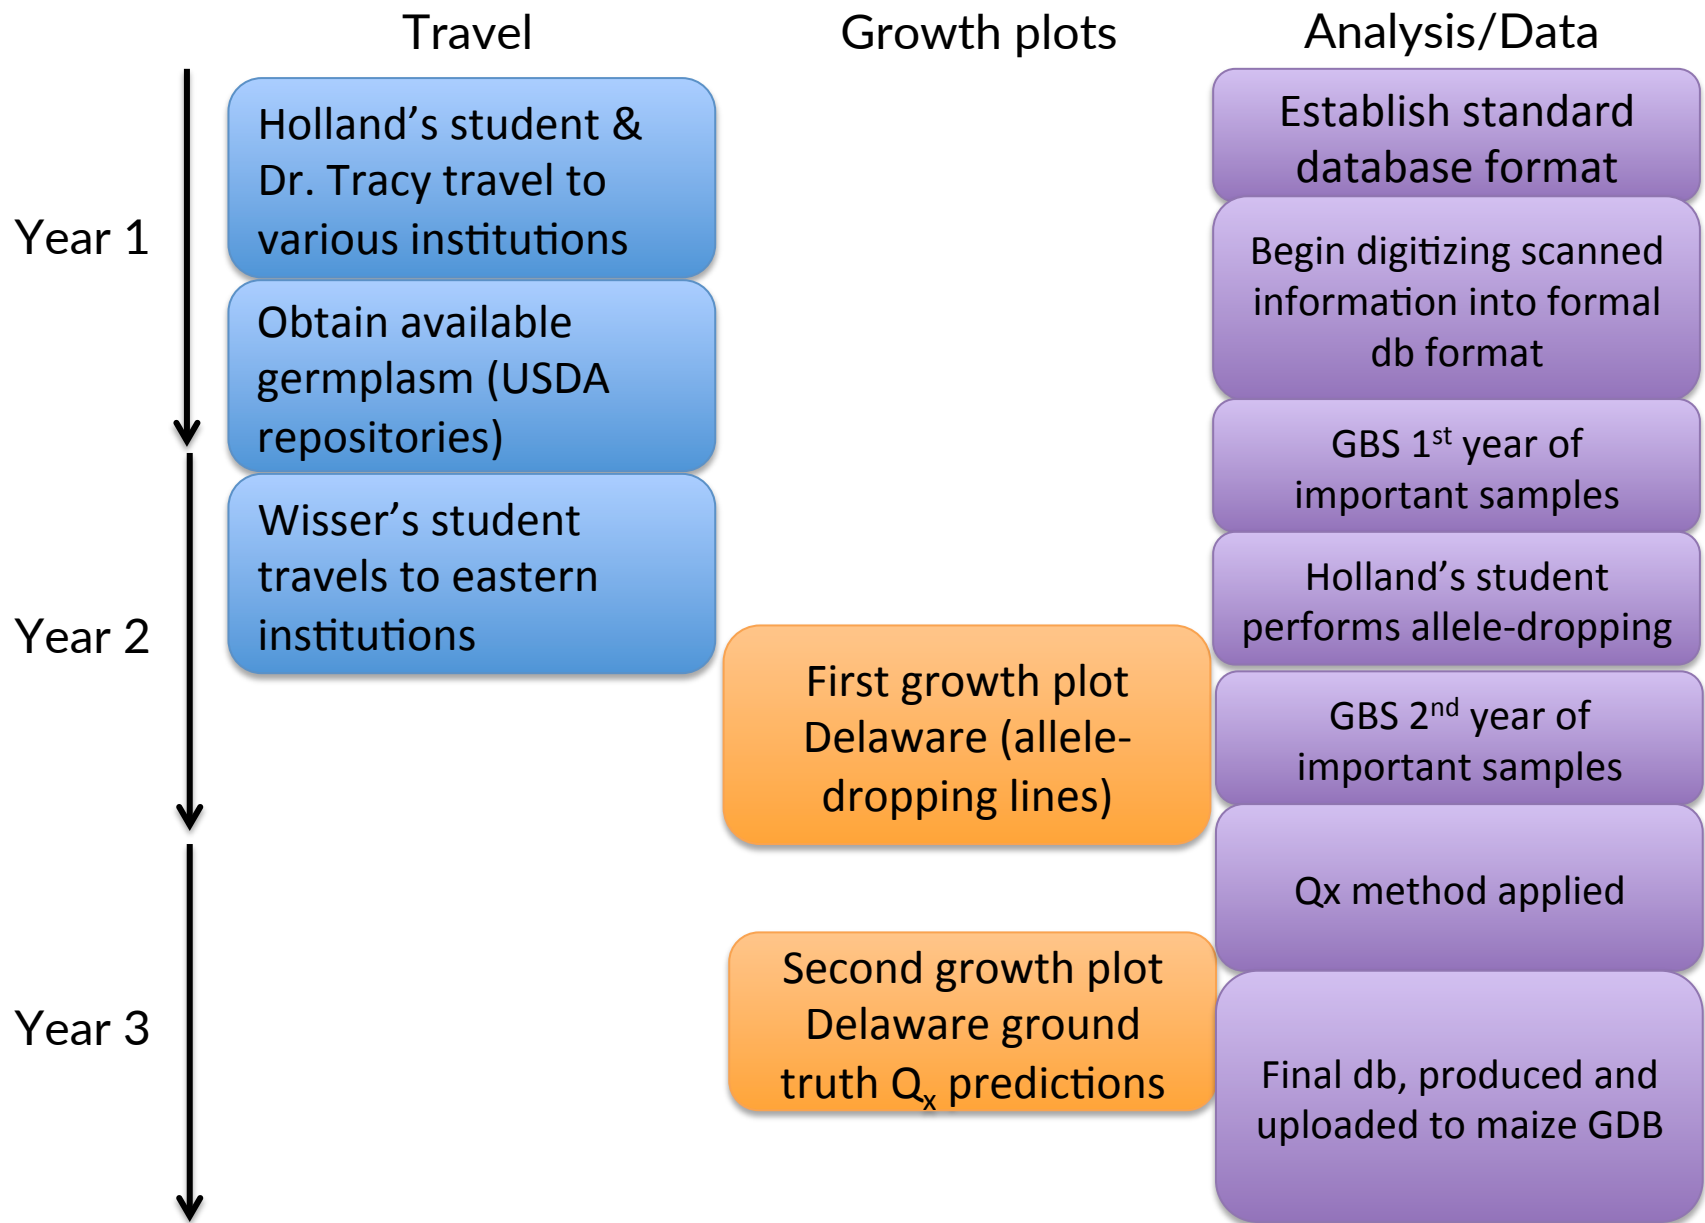 Travel
Growth plots
Analysis/Data
Year 1
Year 2
Year 3
Holland’s student &
Dr. Tracy travel to
various institutions
Obtain available
germplasm (USDA
repositories)
Wisser’s student
travels to eastern
institutions
First growth plot
Delaware (allele-
dropping lines)
Second growth plot
Delaware ground
truth Qx predictions
Establish standard
database format
Begin digitizing scanned
information into formal
db format
GBS 1st year of
important samples
Holland’s student
performs allele-dropping
GBS 2nd year of
important samples
Qx method applied
Final db, produced and
uploaded to maize GDB